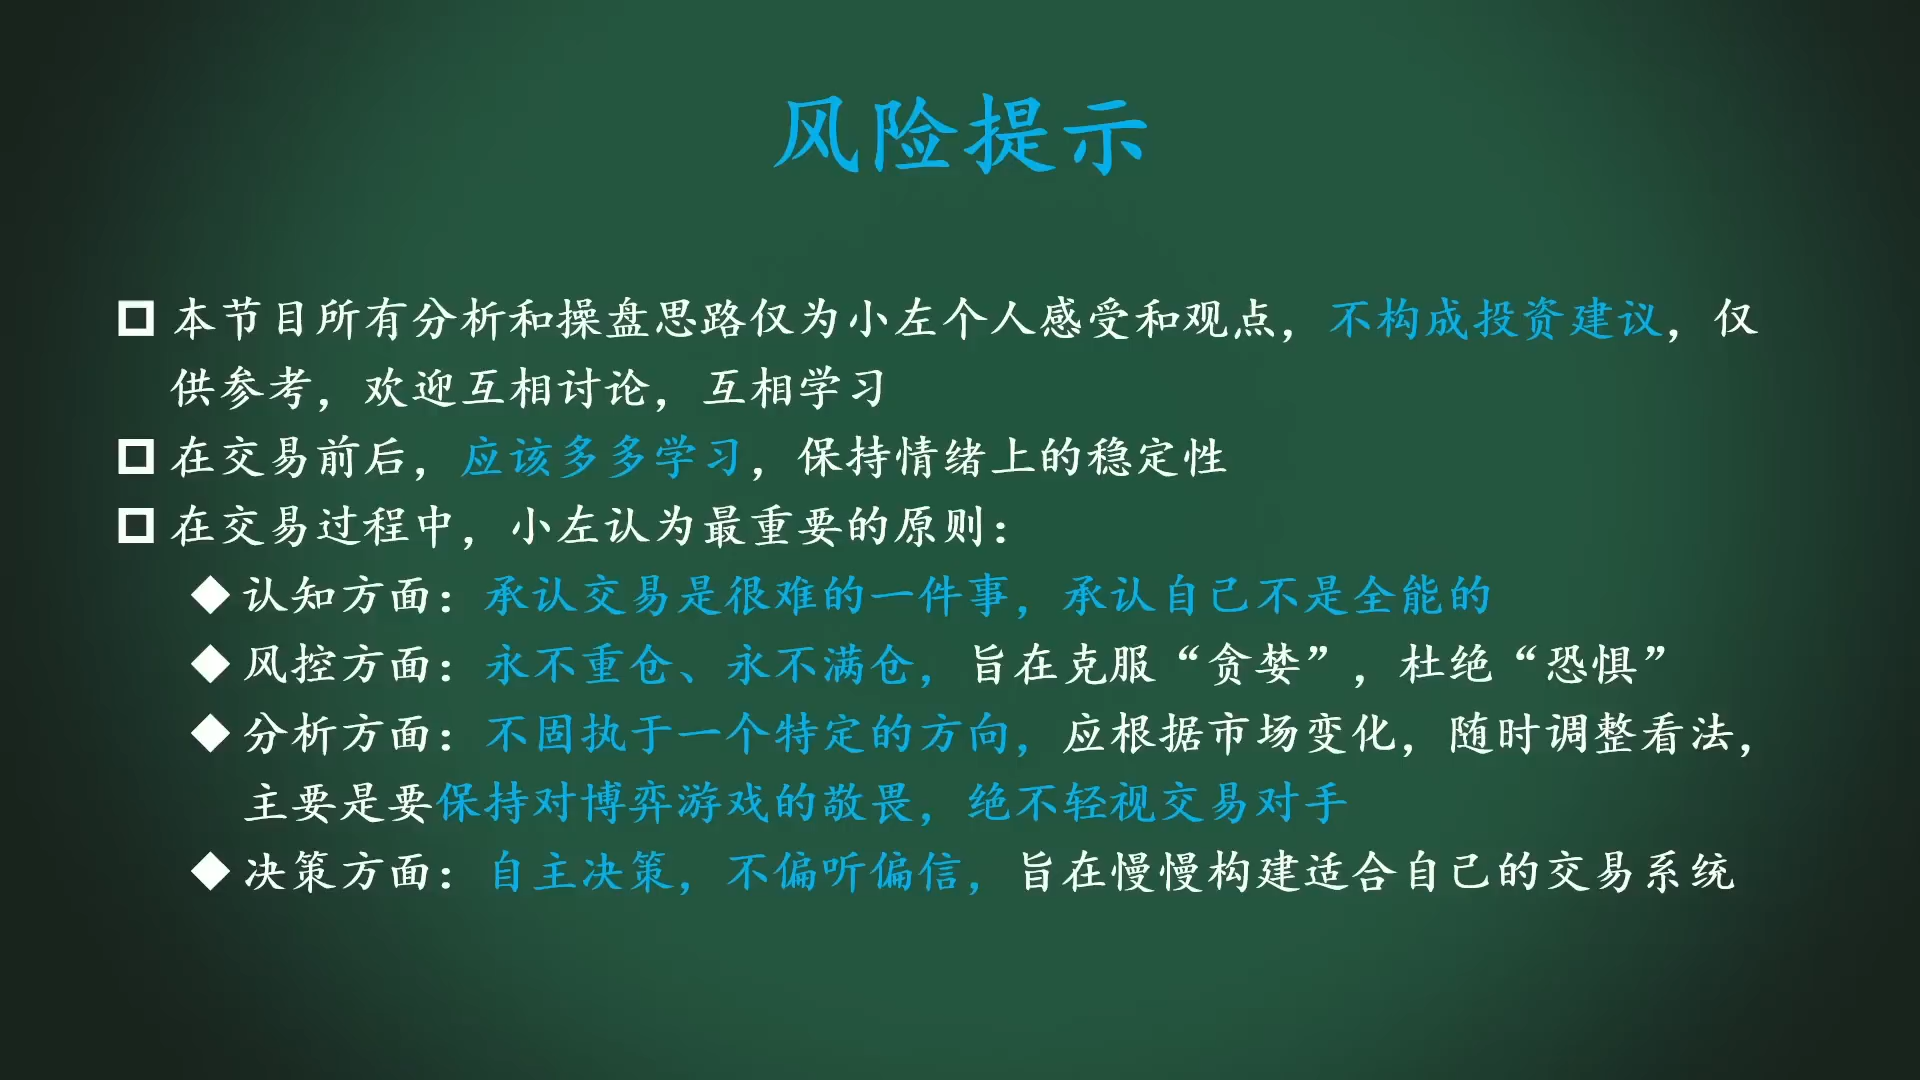 风险提示
本节目所有分析和操盘思路仅为小左个人感受和观点，不构成投资建议，仅
供参考，欢迎互相讨论，互相学习
在交易前后，应该多多学习，保持情绪上的稳定性
在交易过程中，小左认为最重要的原则：
认知方面：承认交易是很难的一件事，承认自己不是全能的
风控方面：永不重仓、永不满仓，旨在克服“贪婪”，杜绝“恐惧”
分析方面：不固执于一个特定的方向，应根据市场变化，随时调整看法，
主要是要保持对博弈游戏的敬畏，绝不轻视交易对手
决策方面：自主决策，不偏听偏信，旨在慢慢构建适合自己的交易系统